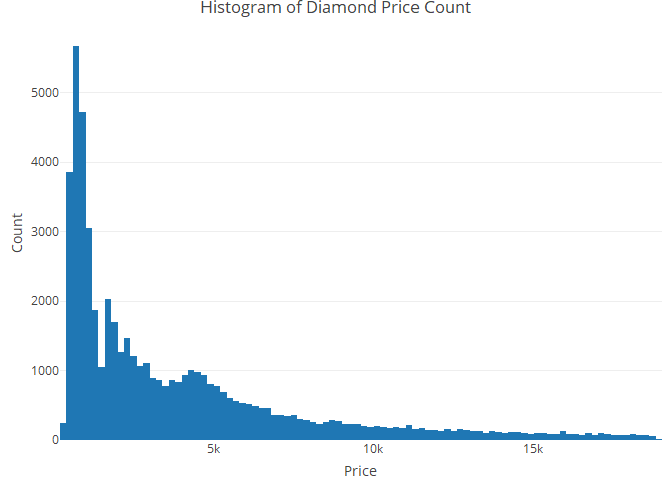 Histogram of Diamond Price Count
5000
4000
3000
2000
1000
0
Count
5k
10k
15k
Price